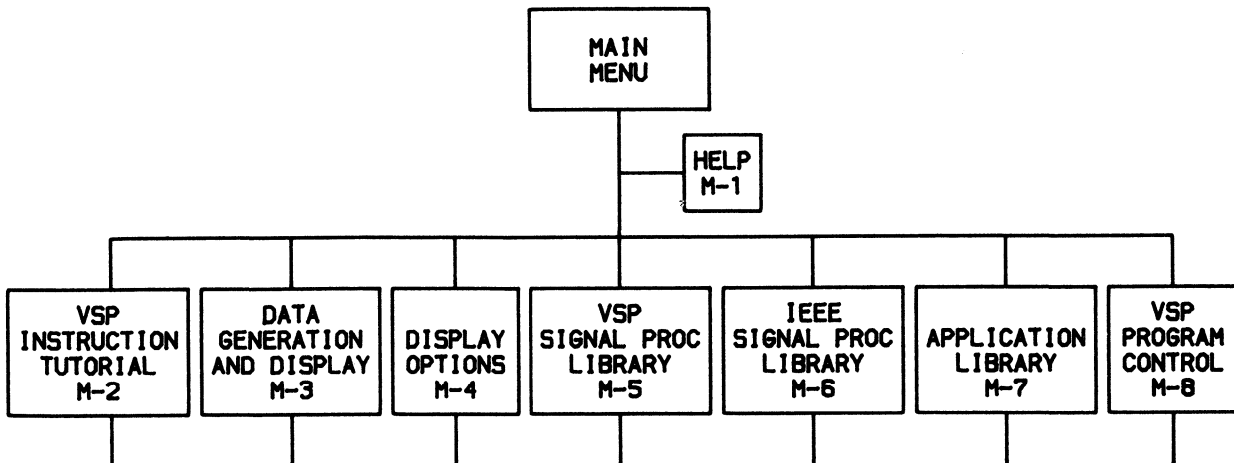 MAIN
MENU
HELP
M-1
VSP
INSTRUCTION
TUTORIAL
M-2
DATA
GENERATION
AND DISPLAY
M-3
DISPLAY
OPTIONS
M-4
VSP
SIGNAL PROC
LIBRARY
M-5
IEEE
SIGNAL PROC
LIBRARY
M-6
APPLICATION
LIBRARY
M-7
VSP
PROGRAM
CONTROL
M-8